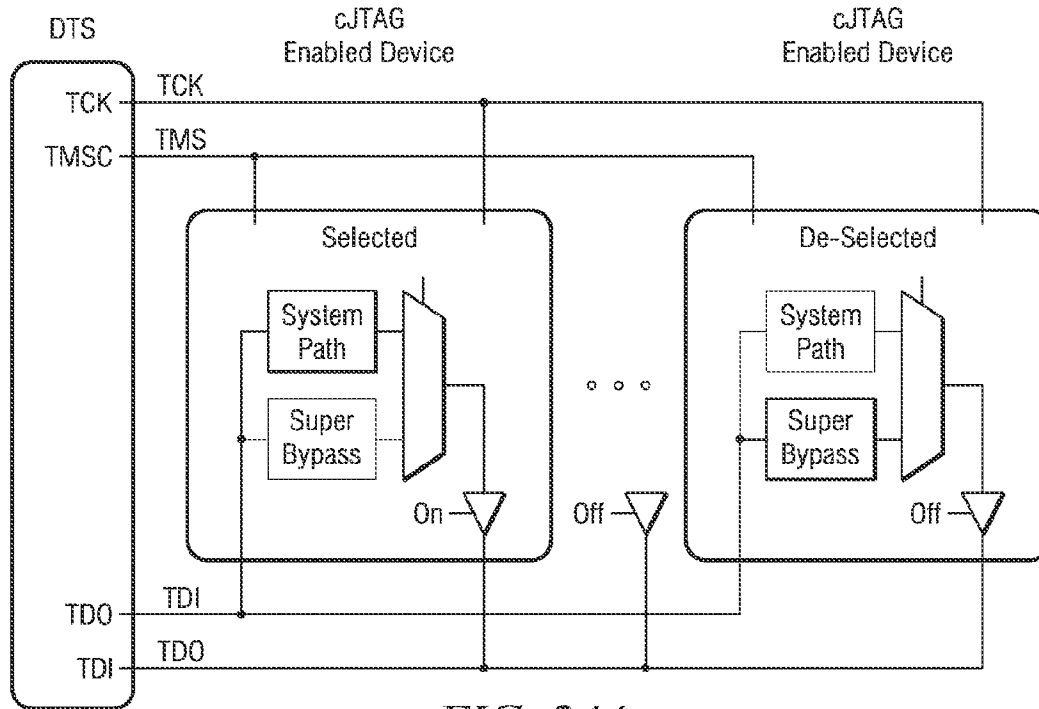 DTS
cJTAG
Enabled Device
cJTAG
Enabled Device
TCK
TCK
TMSC
TMS
Selected
System
Path
Super
Bypass
On
Off
De-Selected
System
Path
Super
Bypass
Off
TDO
TDI
TDI
TDO